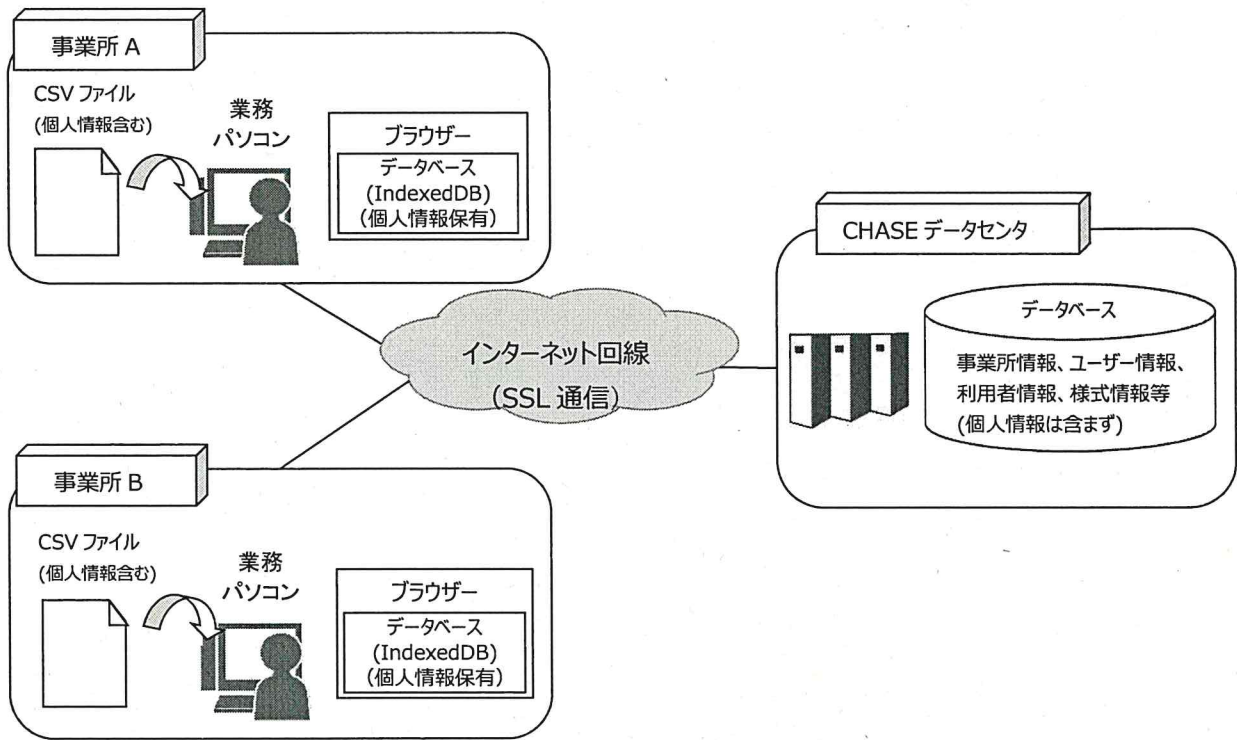 事業所 A
CSV ファイル
(個人情報含む)
業務
パソコン
ブラウザー
データベース
(IndexedDB)
(個人情報保有)
インターネット回線
(SSL 通信)
CHASE データセンタ
データベース
事業所情報、ユーザー情報、
利用者情報、様式情報等
(個人情報は含まず)
事業所 B
CSV ファイル
(個人情報含む)
業務
パソコン
ブラウザー
データベース
(IndexedDB)
(個人情報保有)